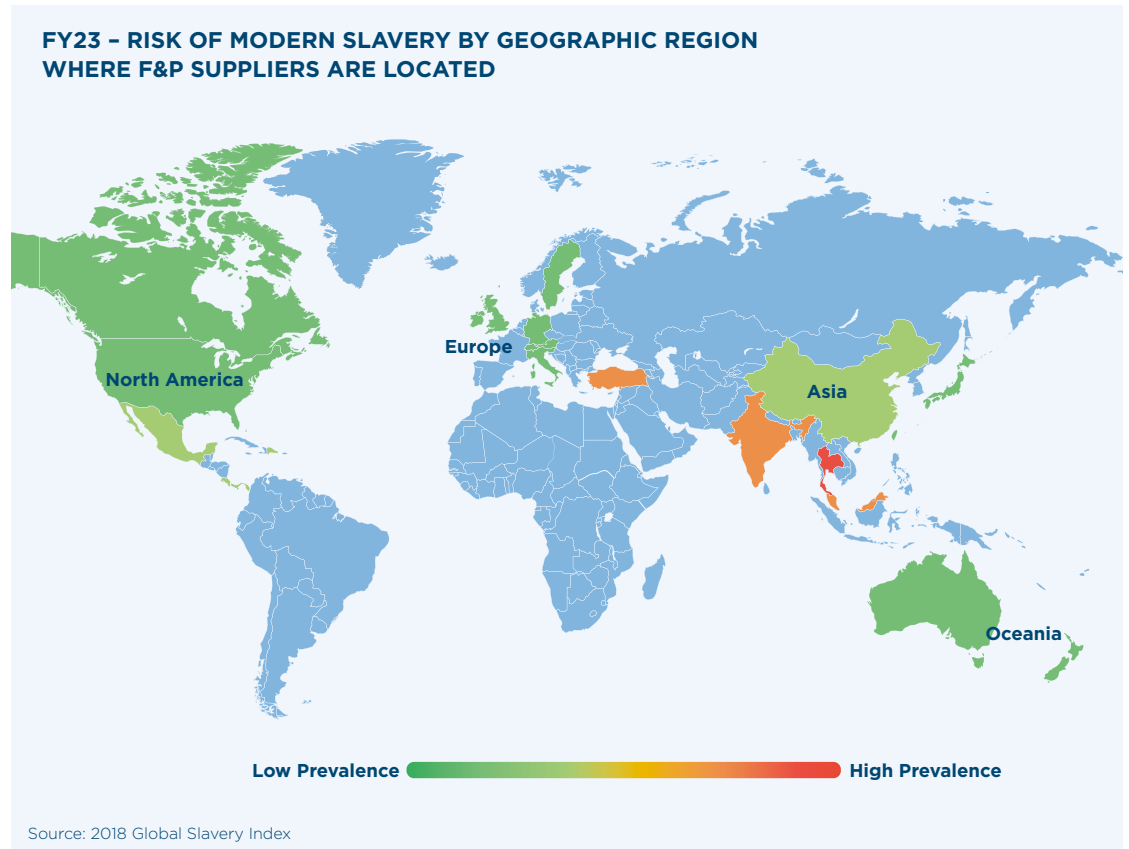 FY23 – RISK OF MODERN SLAVERY BY GEOGRAPHIC REGION
WHERE F&P SUPPLIERS ARE LOCATED
Europe
North America
Asia
Oceania
Low Prevalence
High Prevalence
Source: 2018 Global Slavery Index